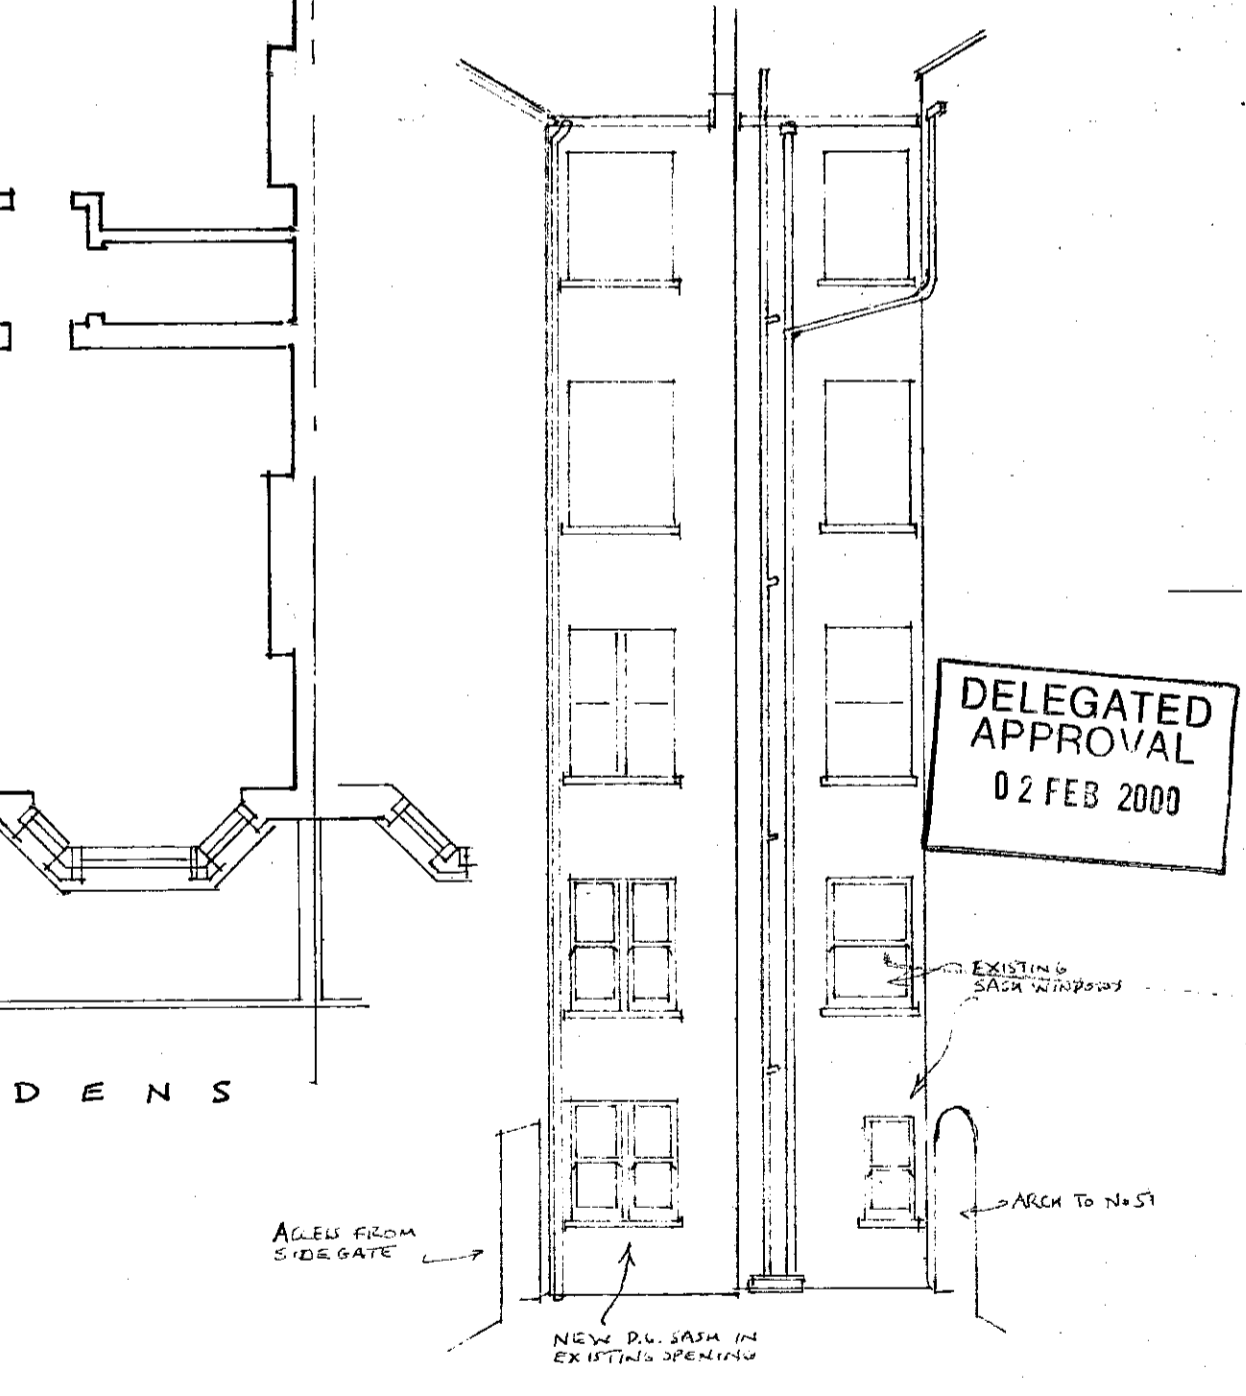 DELEGATED
APPROVAL
02 FEB 2000
EXISTING
SASH WINDOWS
D E N S
ARCH TO No 51
ACCESS FROM
SIDE GATE
NEW D.G. SASH IN
EXISTING OPENING